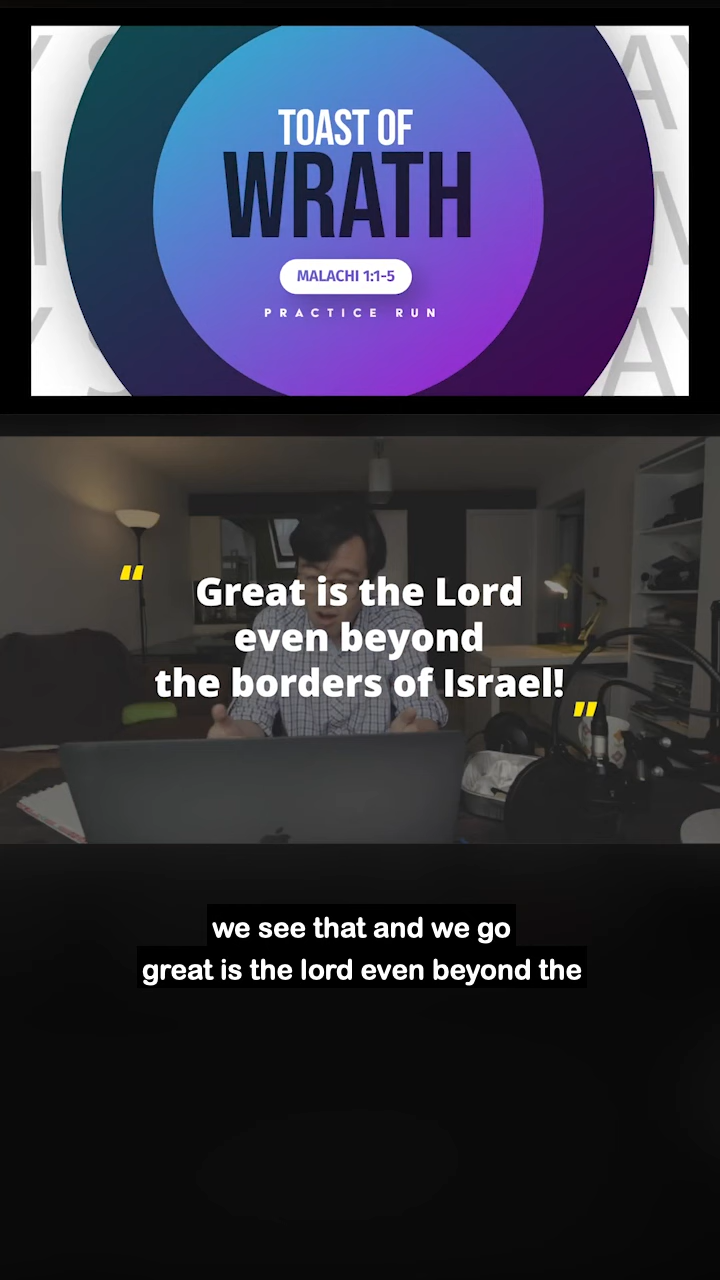 TOAST OF
WRATH
MALACHI 1:1-5
PRACTICE RUN
“ Great is the Lord
even beyond
the borders of Israel! ”
we see that and we go
great is the lord even beyond the